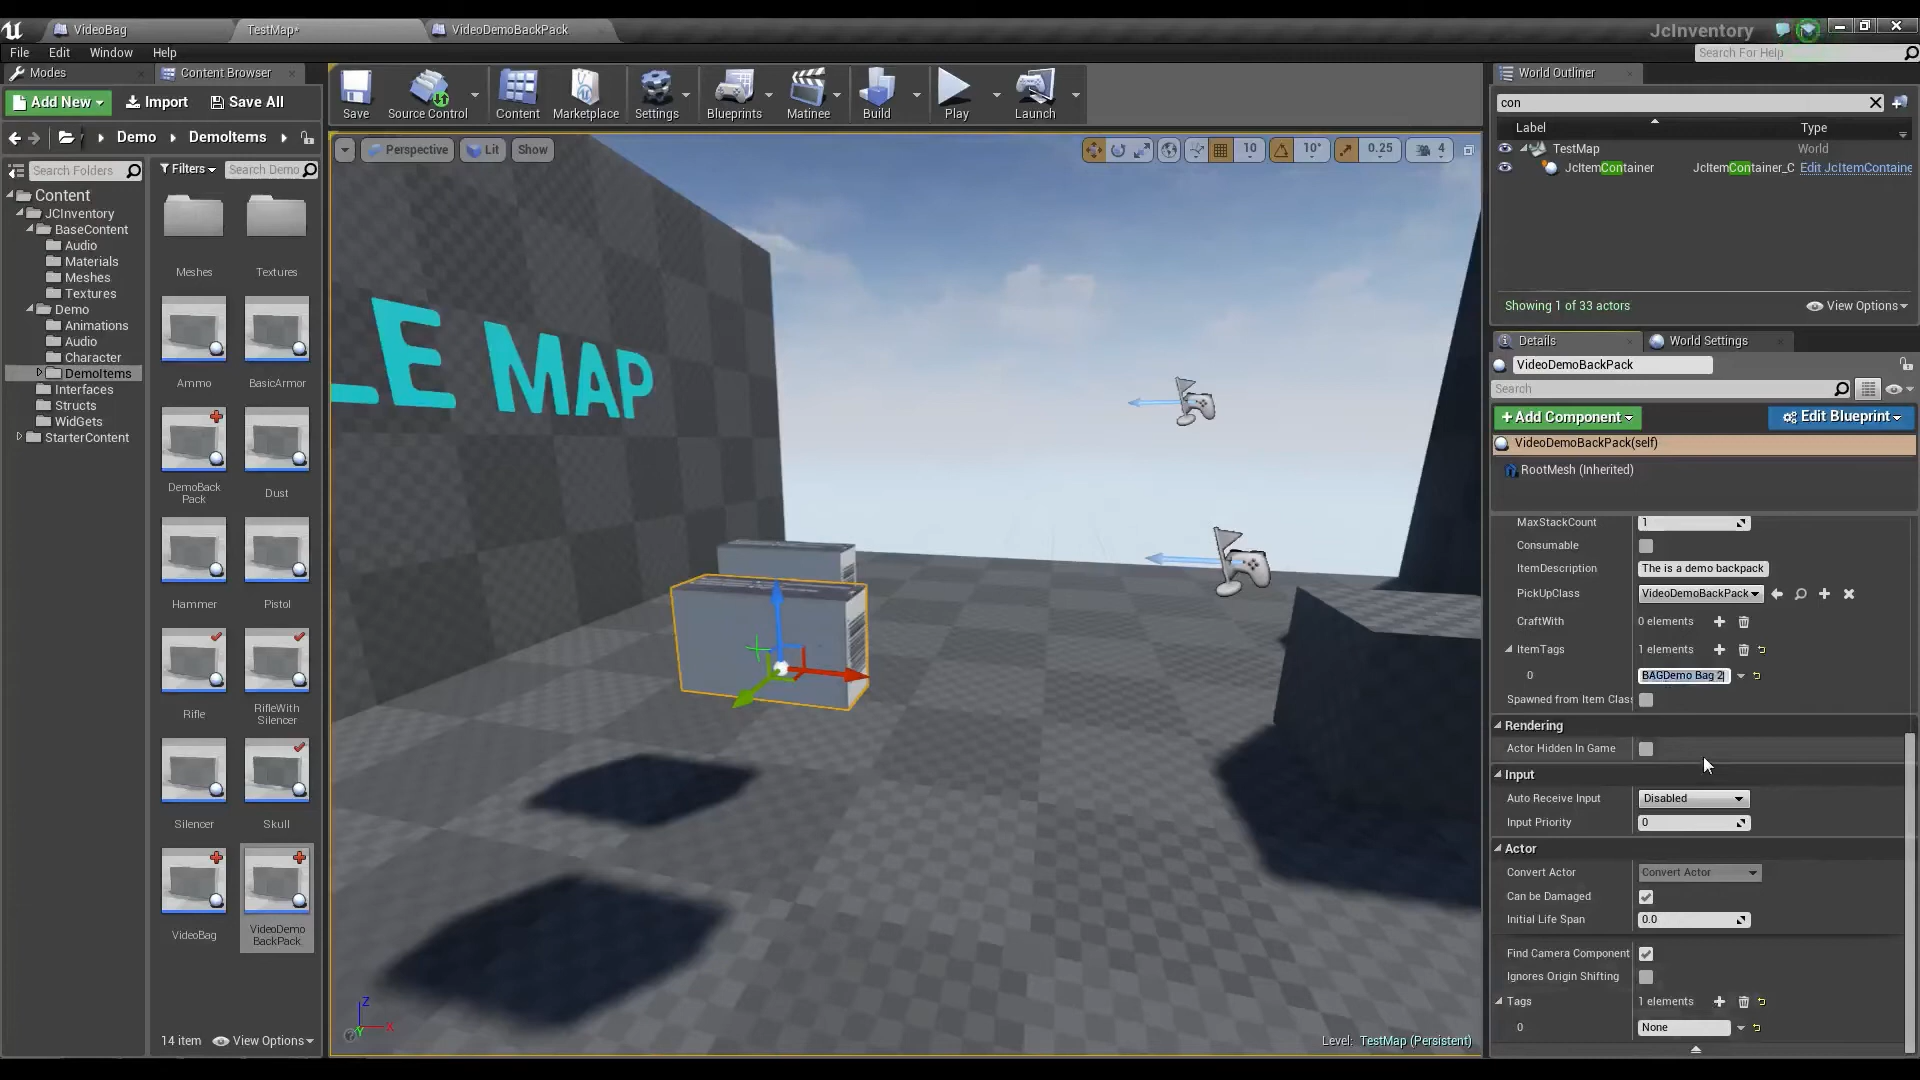 VideoBag
TestMap*
VideoDemoBackPack
JcInventory
File
Edit
Window
Help
Search For Help
Modes
Content Browser
World Outliner
Add New
Import
Save All
Save
Source Control
Content
Marketplace
Settings
Blueprints
Matinee
Build
Play
Launch
con
Label
Type
Demo
DemoItems
TestMap
World
Perspective
Lit
Show
10
10°
0.25
4
JcItemContainer
JcItemContainer_C
Edit JcItemContaine
Search Folders
Filters
Search Demo
Content
JCInventory
BaseContent
Audio
Materials
Meshes
Textures
Demo
Animations
Audio
Character
DemoItems
Interfaces
Structs
WidGets
StarterContent
Meshes
Textures
Ammo
BasicArmor
DemoBack
Pack
Dust
Hammer
Pistol
Rifle
RifleWith
Silencer
Silencer
Skull
VideoBag
VideoDemo
BackPack
14 item
View Options
LE MAP
Level: TestMap (Persistent)
Z
X
Y
Showing 1 of 33 actors
View Options
Details
World Settings
VideoDemoBackPack
Search
+Add Component
Edit Blueprint
VideoDemoBackPack(self)
RootMesh (Inherited)
MaxStackCount
1
Consumable
ItemDescription
The is a demo backpack
PickUpClass
VideoDemoBackPack
CraftWith
0 elements
ItemTags
1 elements
0
BAGDemo Bag 2
Spawned from Item Clas
Rendering
Actor Hidden In Game
Input
Auto Receive Input
Disabled
Input Priority
0
Actor
Convert Actor
Convert Actor
Can be Damaged
Initial Life Span
0.0
Find Camera Component
Ignores Origin Shifting
Tags
1 elements
0
None